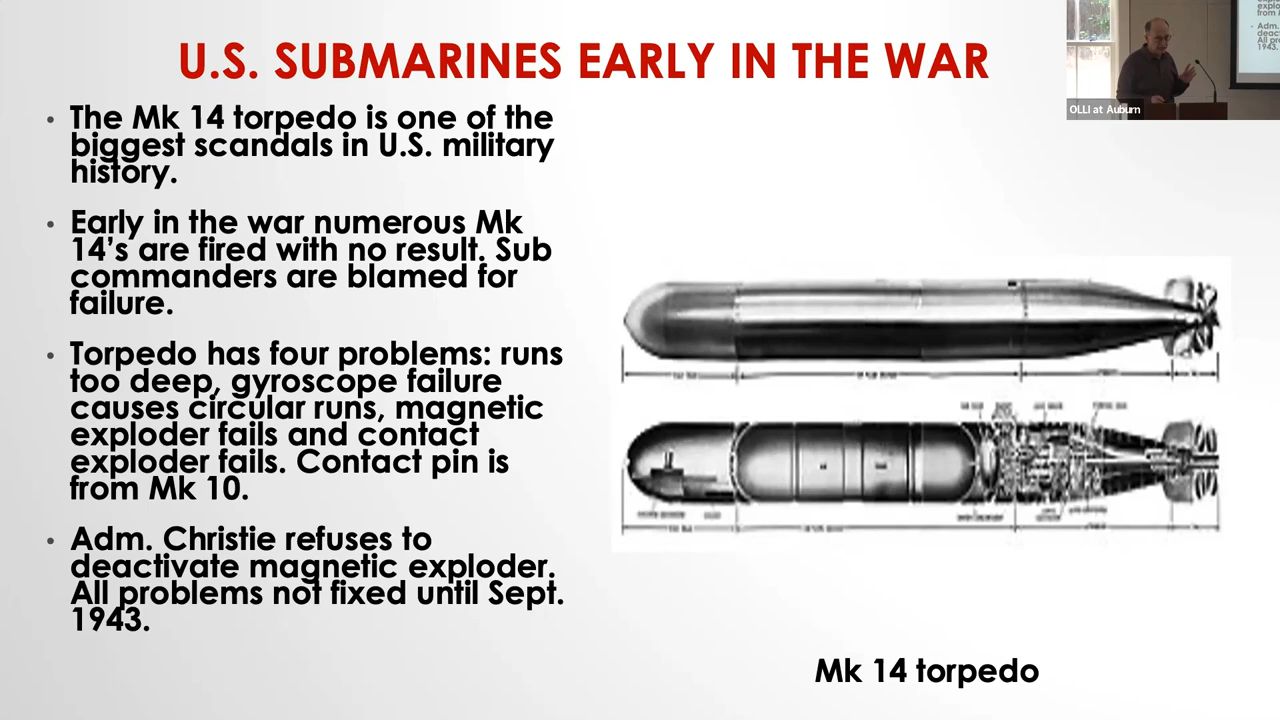 U.S. SUBMARINES EARLY IN THE WAR
• The Mk 14 torpedo is one of the
biggest scandals in U.S. military
history.
• Early in the war numerous Mk
14's are fired with no result. Sub
commanders are blamed for
failure.
• Torpedo has four problems: runs
too deep, gyroscope failure
causes circular runs, magnetic
exploder fails and contact
exploder fails. Contact pin is
from Mk 10.
• Adm. Christie refuses to
deactivate magnetic exploder.
All problems not fixed until Sept.
1943.
Mk 14 torpedo
OLLI at Auburn